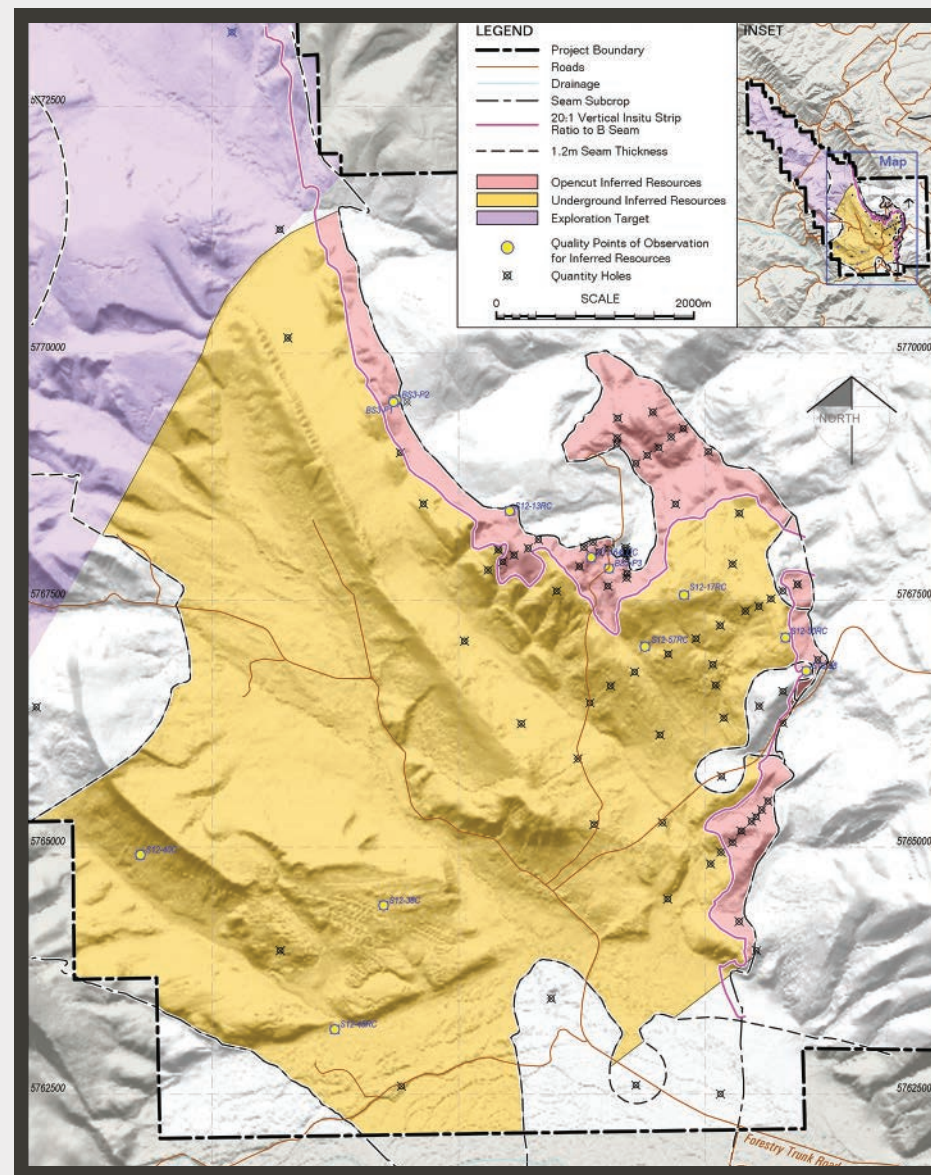 LEGEND
Project Boundary
Roads
Drainage
Seam Subcrop
20:1 Vertical Insitu Strip
Ratio to B Seam
1.2m Seam Thickness
Opencut Inferred Resources
Underground Inferred Resources
Exploration Target
Quality Points of Observation
for Inferred Resources
Quantity Holes
SCALE
0 2000m
INSET
Map
5772500
5770000
5770000
NORTH
BS3-P2
BS3-P1
S12-13RC
BS3-P3
S12-17RC
5767500
5767500
S12-57RC
5765000
5765000
S12-38C
5762500
5762500
Forestry Trunk Road